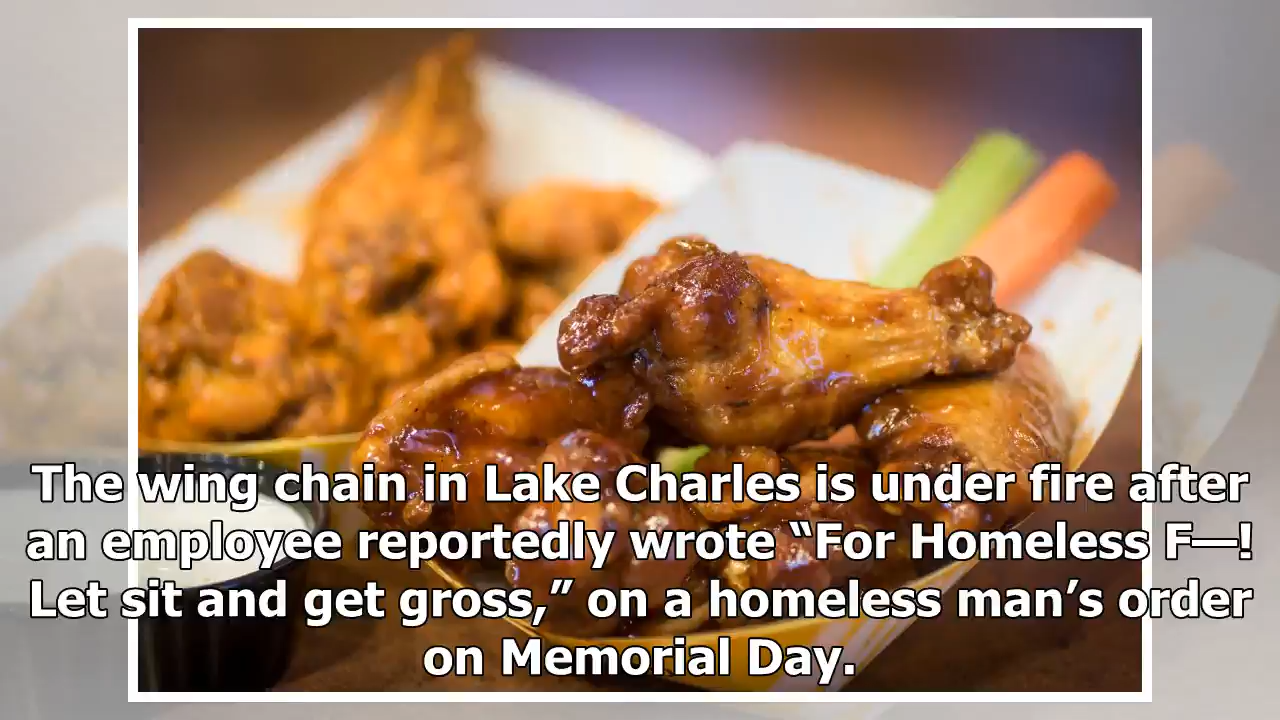 The wing chain in Lake Charles is under fire after
an employee reportedly wrote “For Homeless F—!
Let sit and get gross,” on a homeless man’s order
on Memorial Day.